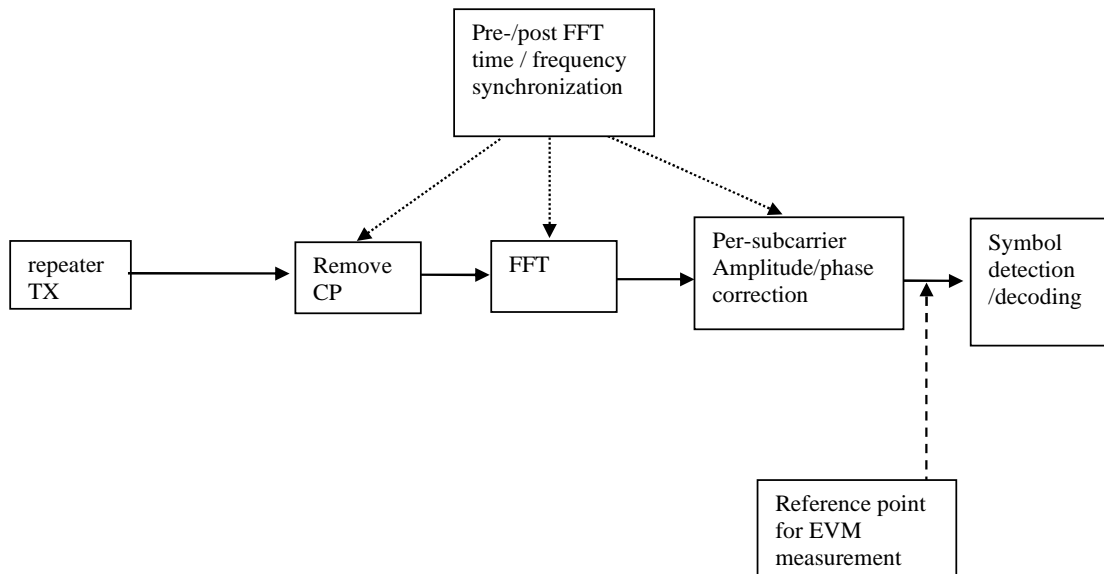 Pre-/post FFT
time / frequency
synchronization
repeater
TX
Remove
CP
FFT
Per-subcarrier
Amplitude/phase
correction
Symbol
detection
/decoding
Reference point
for EVM
measurement